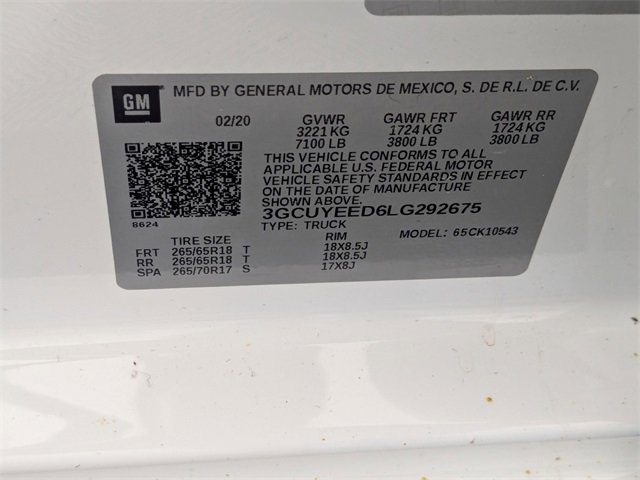 GM
MFD BY GENERAL MOTORS DE MEXICO, S. DE R.L. DE C.V.
02/20 GVWR GAWR FRT GAWR RR
3221 KG 1724 KG 1724 KG
7100 LB 3800 LB 3800 LB
THIS VEHICLE CONFORMS TO ALL
APPLICABLE U.S. FEDERAL MOTOR
VEHICLE SAFETY STANDARDS IN EFFECT
ON THE DATE OF MANUFACTURE SHOWN ABOVE.
3GCUYEED6LG292675
8624
TYPE: TRUCK MODEL: 65CK10543
TIRE SIZE RIM
FRT 265/65R18 T 18X8.5J
RR 265/65R18 T 18X8.5J
SPA 265/70R17 S 17X8J